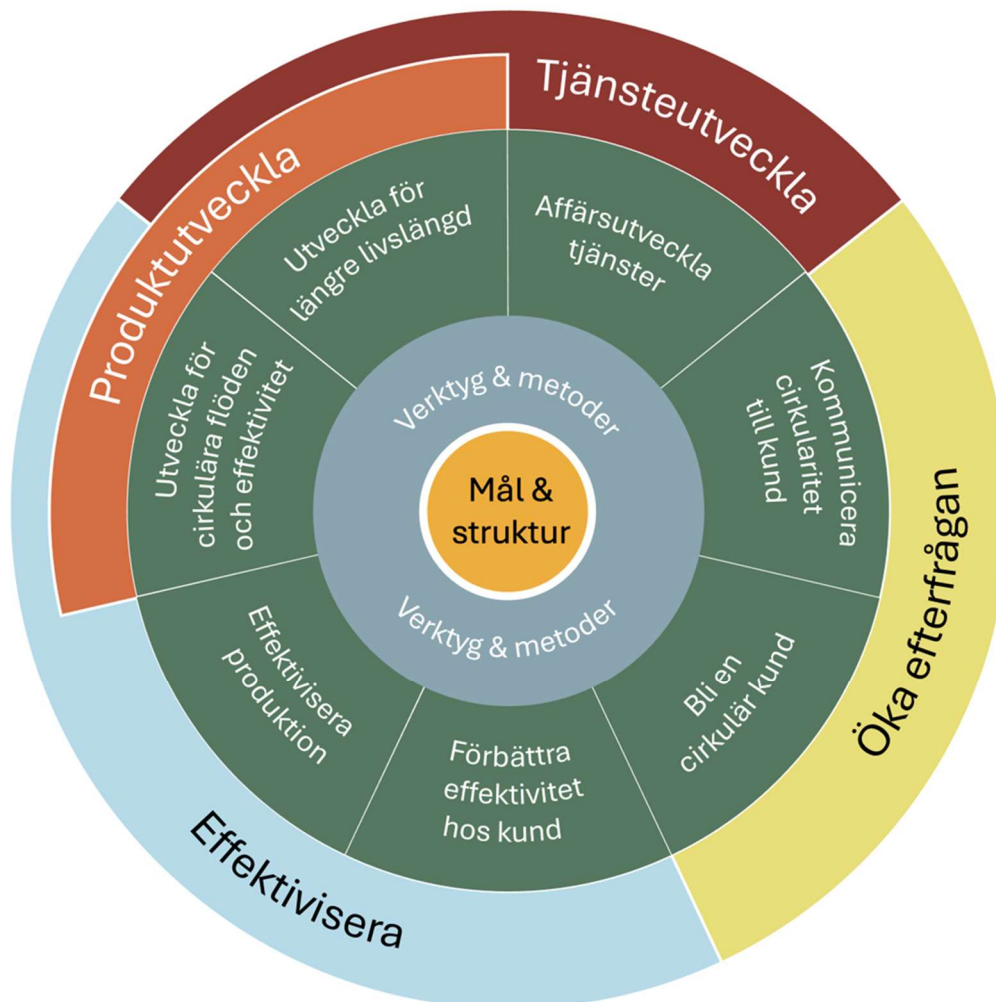 Tjänsteutveckla
Produktutveckla
Utveckla för
längre livslängd
Affärsutveckla
tjänster
Utveckla för
cirkulära flöden
och effektivitet
Kommunicera
cirkularitet
till kund
Verktyg & metoder
Mål &
struktur
Verktyg & metoder
Effektivisera
produktion
Förbättra
effektivitet
hos kund
Bli en
cirkulär kund
Öka efterfrågan
Effektivisera